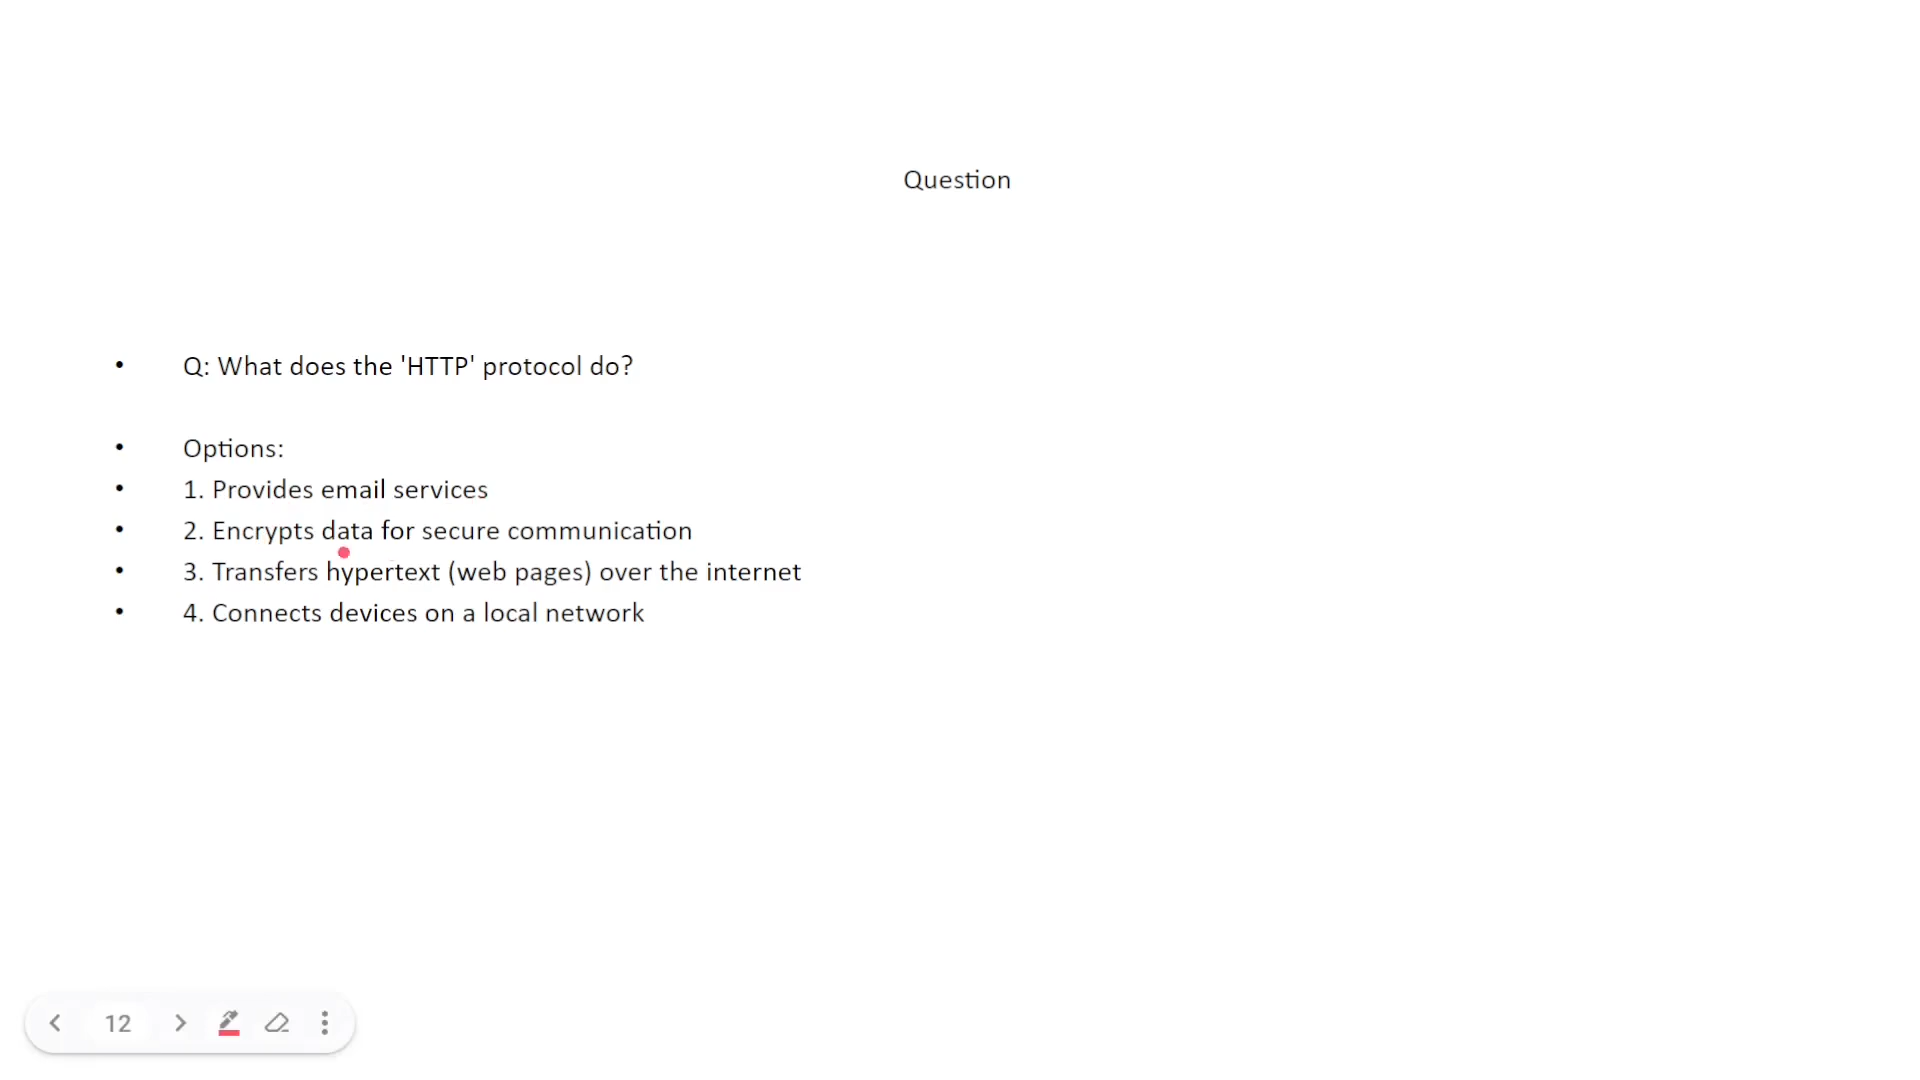 Question
• Q: What does the 'HTTP' protocol do?
• Options:
• 1. Provides email services
• 2. Encrypts data for secure communication
• 3. Transfers hypertext (web pages) over the internet
• 4. Connects devices on a local network
12